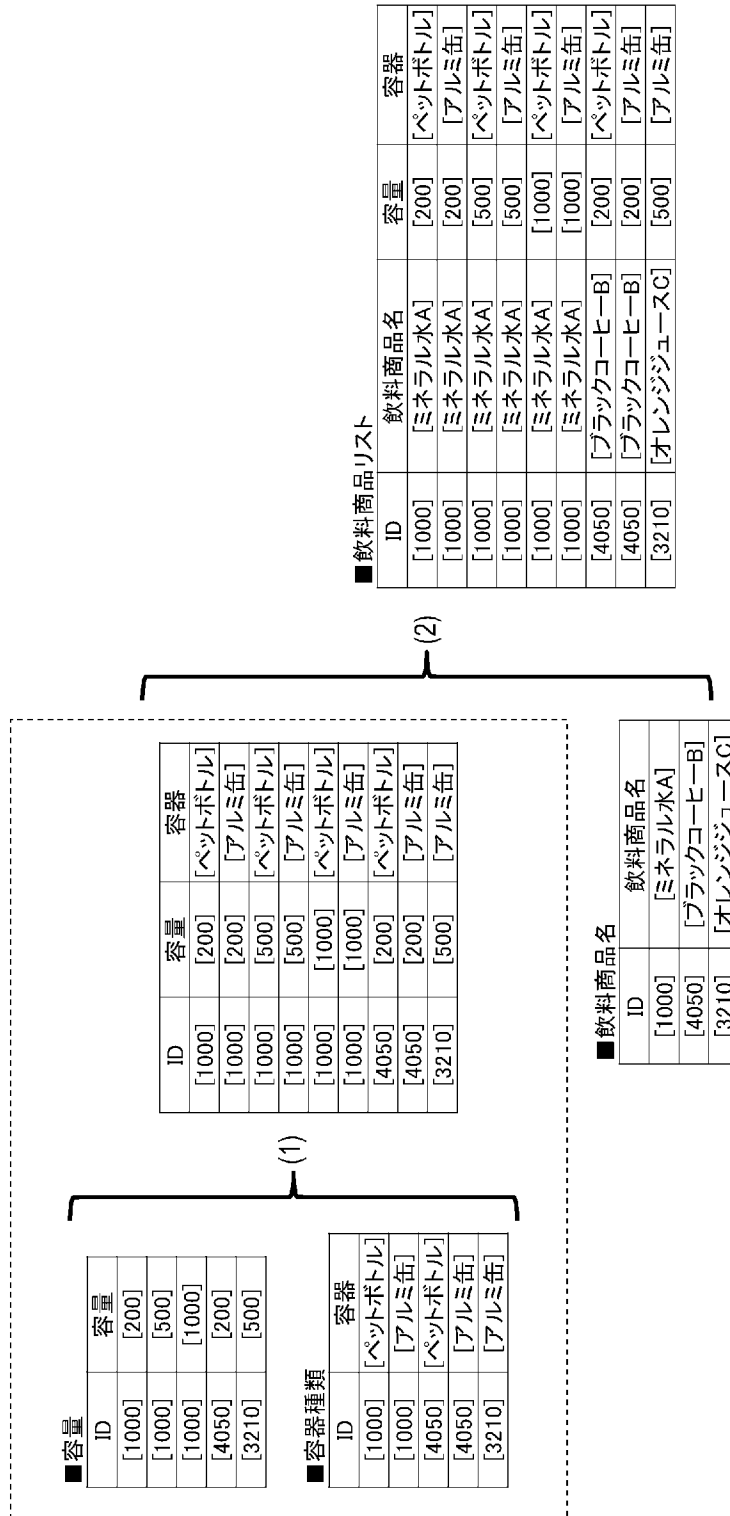 ■容量
ID 容量
[1000] [200]
[1000] [500]
[1000] [1000]
[4050] [200]
[3210] [500]
■容器種類
ID 容器
[1000] [ペットボトル]
[1000] [アルミ缶]
[4050] [ペットボトル]
[4050] [アルミ缶]
[3210] [アルミ缶]
(1)
ID 容量 容器
[1000] [200] [ペットボトル]
[1000] [200] [アルミ缶]
[1000] [500] [ペットボトル]
[1000] [500] [アルミ缶]
[1000] [1000] [ペットボトル]
[1000] [1000] [アルミ缶]
[4050] [200] [ペットボトル]
[4050] [200] [アルミ缶]
[3210] [500] [アルミ缶]
■飲料商品名
ID 飲料商品名
[1000] [ミネラル水A]
[4050] [ブラックコーヒーB]
[3210] [オレンジジュースC]
(2)
■飲料商品リスト
ID 飲料商品名 容量 容器
[1000] [ミネラル水A] [200] [ペットボトル]
[1000] [ミネラル水A] [200] [アルミ缶]
[1000] [ミネラル水A] [500] [ペットボトル]
[1000] [ミネラル水A] [500] [アルミ缶]
[1000] [ミネラル水A] [1000] [ペットボトル]
[1000] [ミネラル水A] [1000] [アルミ缶]
[4050] [ブラックコーヒーB] [200] [ペットボトル]
[4050] [ブラックコーヒーB] [200] [アルミ缶]
[3210] [オレンジジュースC] [500] [アルミ缶]